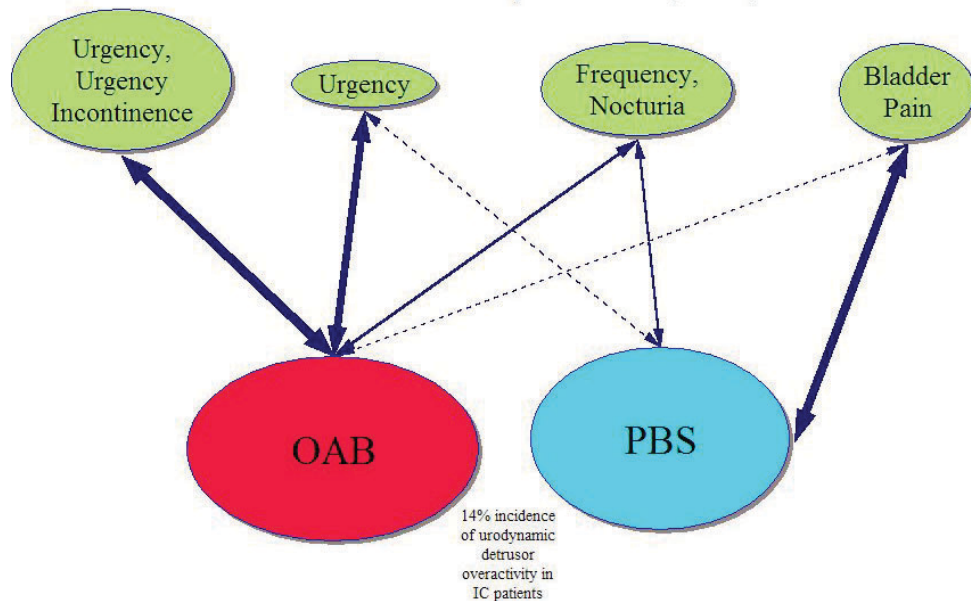 Urgency,
Urgency
Incontinence
Urgency
Frequency,
Nocturia
Bladder
Pain
OAB
PBS
14% incidence
of urodynamic
detrusor
overactivity in
IC patients